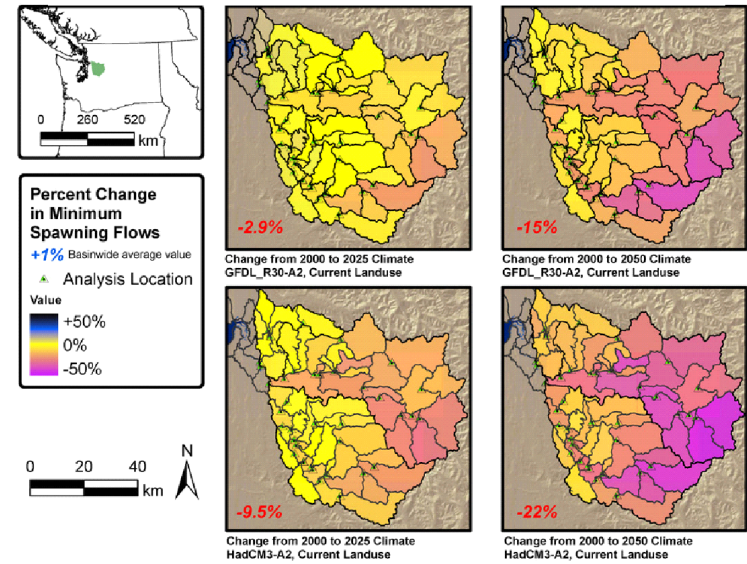 0 260 520
km
Percent Change
in Minimum
Spawning Flows
+1% Basinwide average value
Analysis Location
Value
+50%
0%
-50%
0 20 40
km
N
-2.9%
Change from 2000 to 2025 Climate
GFDL_R30-A2, Current Landuse
-15%
Change from 2000 to 2050 Climate
GFDL_R30-A2, Current Landuse
-9.5%
Change from 2000 to 2025 Climate
HadCM3-A2, Current Landuse
-22%
Change from 2000 to 2050 Climate
HadCM3-A2, Current Landuse